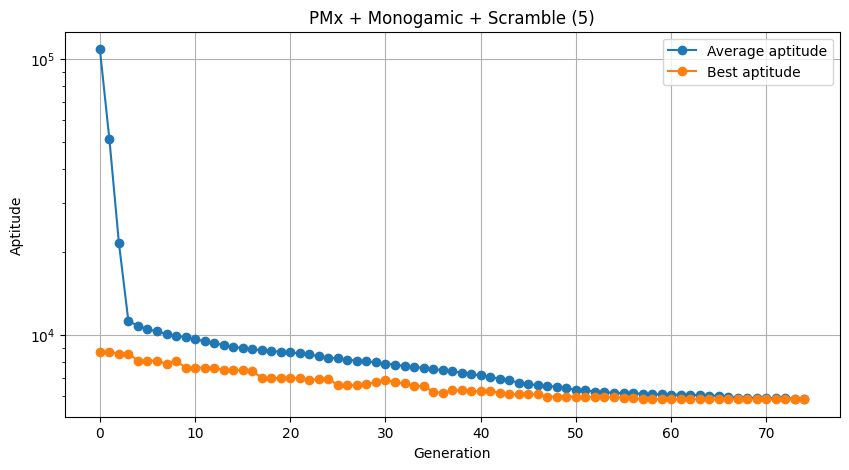 PMx + Monogamic + Scramble (5)
Average aptitude
Best aptitude
10^5
10^4
Aptitude
0 10 20 30 40 50 60 70
Generation